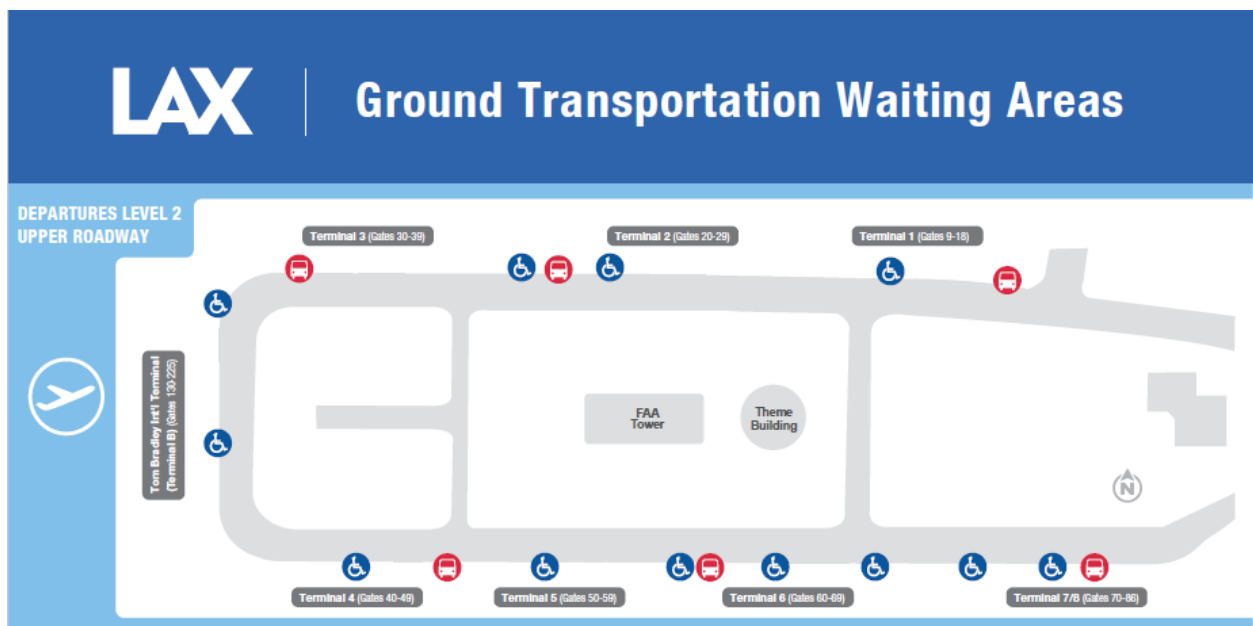 LAX
Ground Transportation Waiting Areas
DEPARTURES LEVEL 2
UPPER ROADWAY
Terminal 3 (Gates 30-39)
Terminal 2 (Gates 20-29)
Terminal 1 (Gates 9-18)
Tom Bradley Int'l Terminal
(Terminal B) (Gates 130-225)
FAA
Tower
Theme
Building
N
Terminal 4 (Gates 40-49)
Terminal 5 (Gates 50-59)
Terminal 6 (Gates 60-69)
Terminal 7/8 (Gates 70-86)